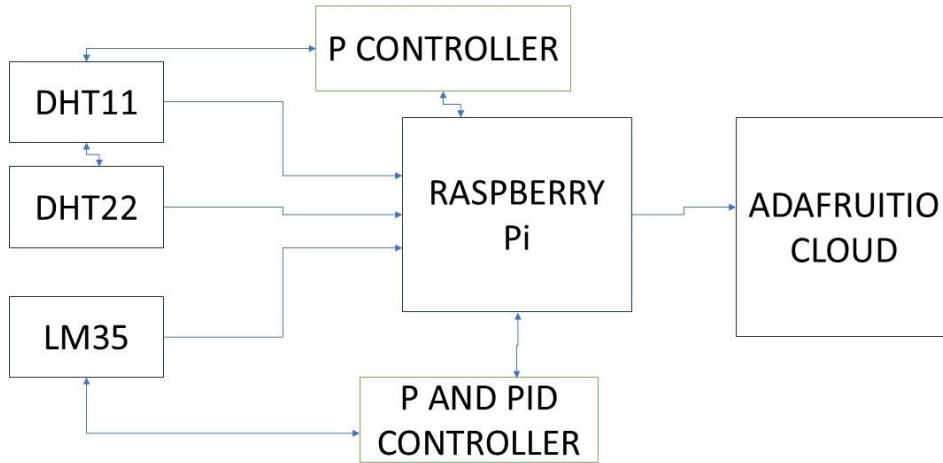 P CONTROLLER
DHT11
DHT22
RASPBERRY
Pi
ADAFRUITIO
CLOUD
LM35
P AND PID
CONTROLLER